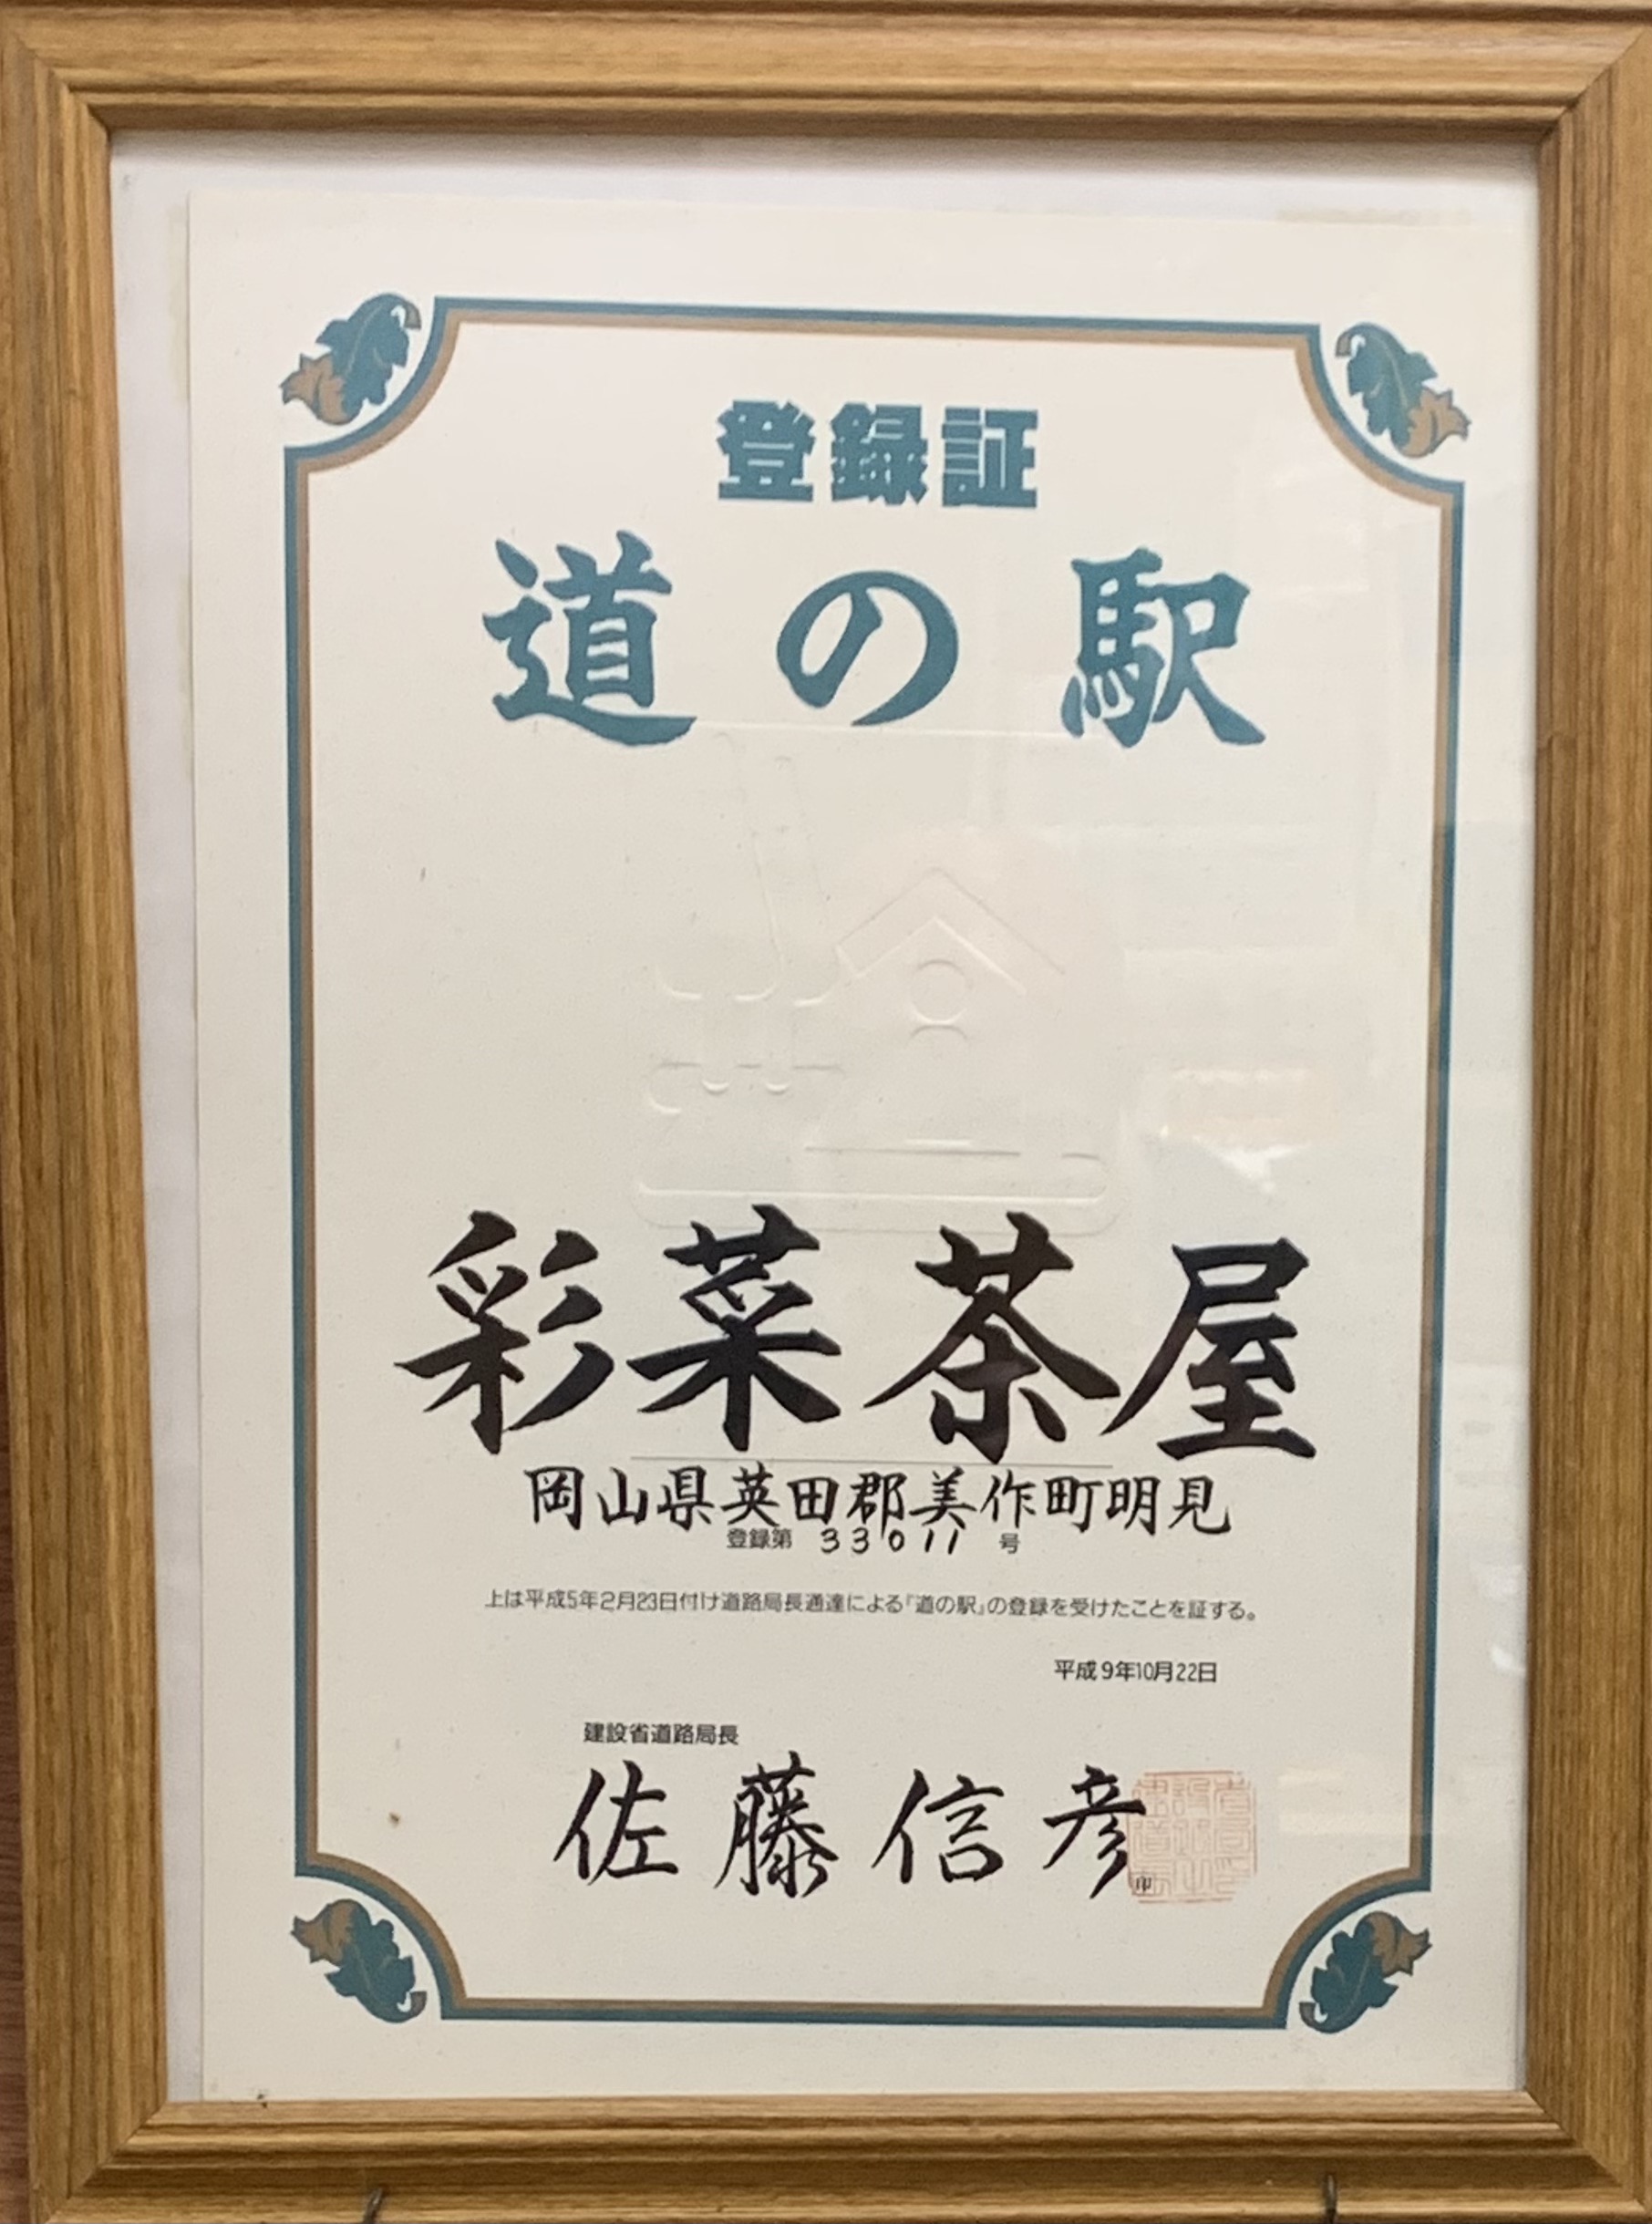 登録証
道の駅
彩菜茶屋
岡山県英田郡美作町明見
登録第 33011 号
上は平成5年2月23日付け道路局長通達による「道の駅」の登録を受けたことを証する。
平成9年10月22日
建設省道路局長
佐藤信彦
印